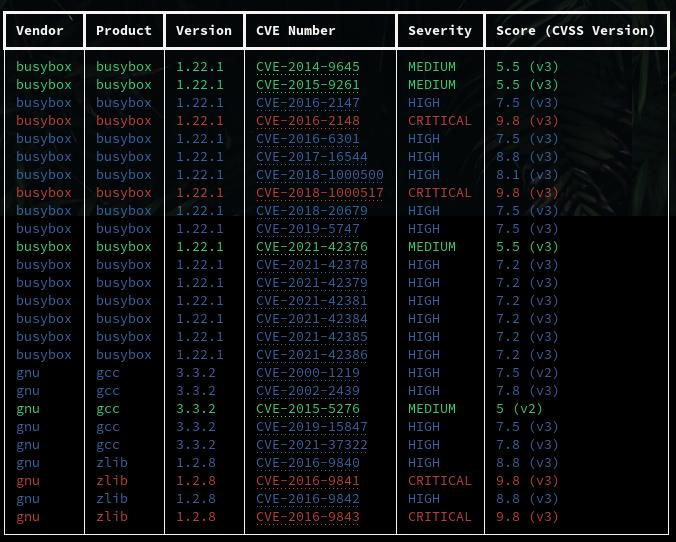 Vendor Product Version CVE Number Severity Score (CVSS Version)
busybox busybox 1.22.1 CVE-2014-9645 MEDIUM 5.5 (v3)
busybox busybox 1.22.1 CVE-2015-9261 MEDIUM 5.5 (v3)
busybox busybox 1.22.1 CVE-2016-2147 HIGH 7.5 (v3)
busybox busybox 1.22.1 CVE-2016-2148 CRITICAL 9.8 (v3)
busybox busybox 1.22.1 CVE-2016-6301 HIGH 7.5 (v3)
busybox busybox 1.22.1 CVE-2017-16544 HIGH 8.8 (v3)
busybox busybox 1.22.1 CVE-2018-1000500 HIGH 8.1 (v3)
busybox busybox 1.22.1 CVE-2018-1000517 CRITICAL 9.8 (v3)
busybox busybox 1.22.1 CVE-2018-20679 HIGH 7.5 (v3)
busybox busybox 1.22.1 CVE-2019-5747 HIGH 7.5 (v3)
busybox busybox 1.22.1 CVE-2021-42376 MEDIUM 5.5 (v3)
busybox busybox 1.22.1 CVE-2021-42378 HIGH 7.2 (v3)
busybox busybox 1.22.1 CVE-2021-42379 HIGH 7.2 (v3)
busybox busybox 1.22.1 CVE-2021-42381 HIGH 7.2 (v3)
busybox busybox 1.22.1 CVE-2021-42384 HIGH 7.2 (v3)
busybox busybox 1.22.1 CVE-2021-42385 HIGH 7.2 (v3)
busybox busybox 1.22.1 CVE-2021-42386 HIGH 7.2 (v3)
gnu gcc 3.3.2 CVE-2000-1219 HIGH 7.5 (v2)
gnu gcc 3.3.2 CVE-2002-2439 HIGH 7.8 (v3)
gnu gcc 3.3.2 CVE-2015-5276 MEDIUM 5 (v2)
gnu gcc 3.3.2 CVE-2019-15847 HIGH 7.5 (v3)
gnu gcc 3.3.2 CVE-2021-37322 HIGH 7.8 (v3)
gnu zlib 1.2.8 CVE-2016-9840 HIGH 8.8 (v3)
gnu zlib 1.2.8 CVE-2016-9841 CRITICAL 9.8 (v3)
gnu zlib 1.2.8 CVE-2016-9842 HIGH 8.8 (v3)
gnu zlib 1.2.8 CVE-2016-9843 CRITICAL 9.8 (v3)